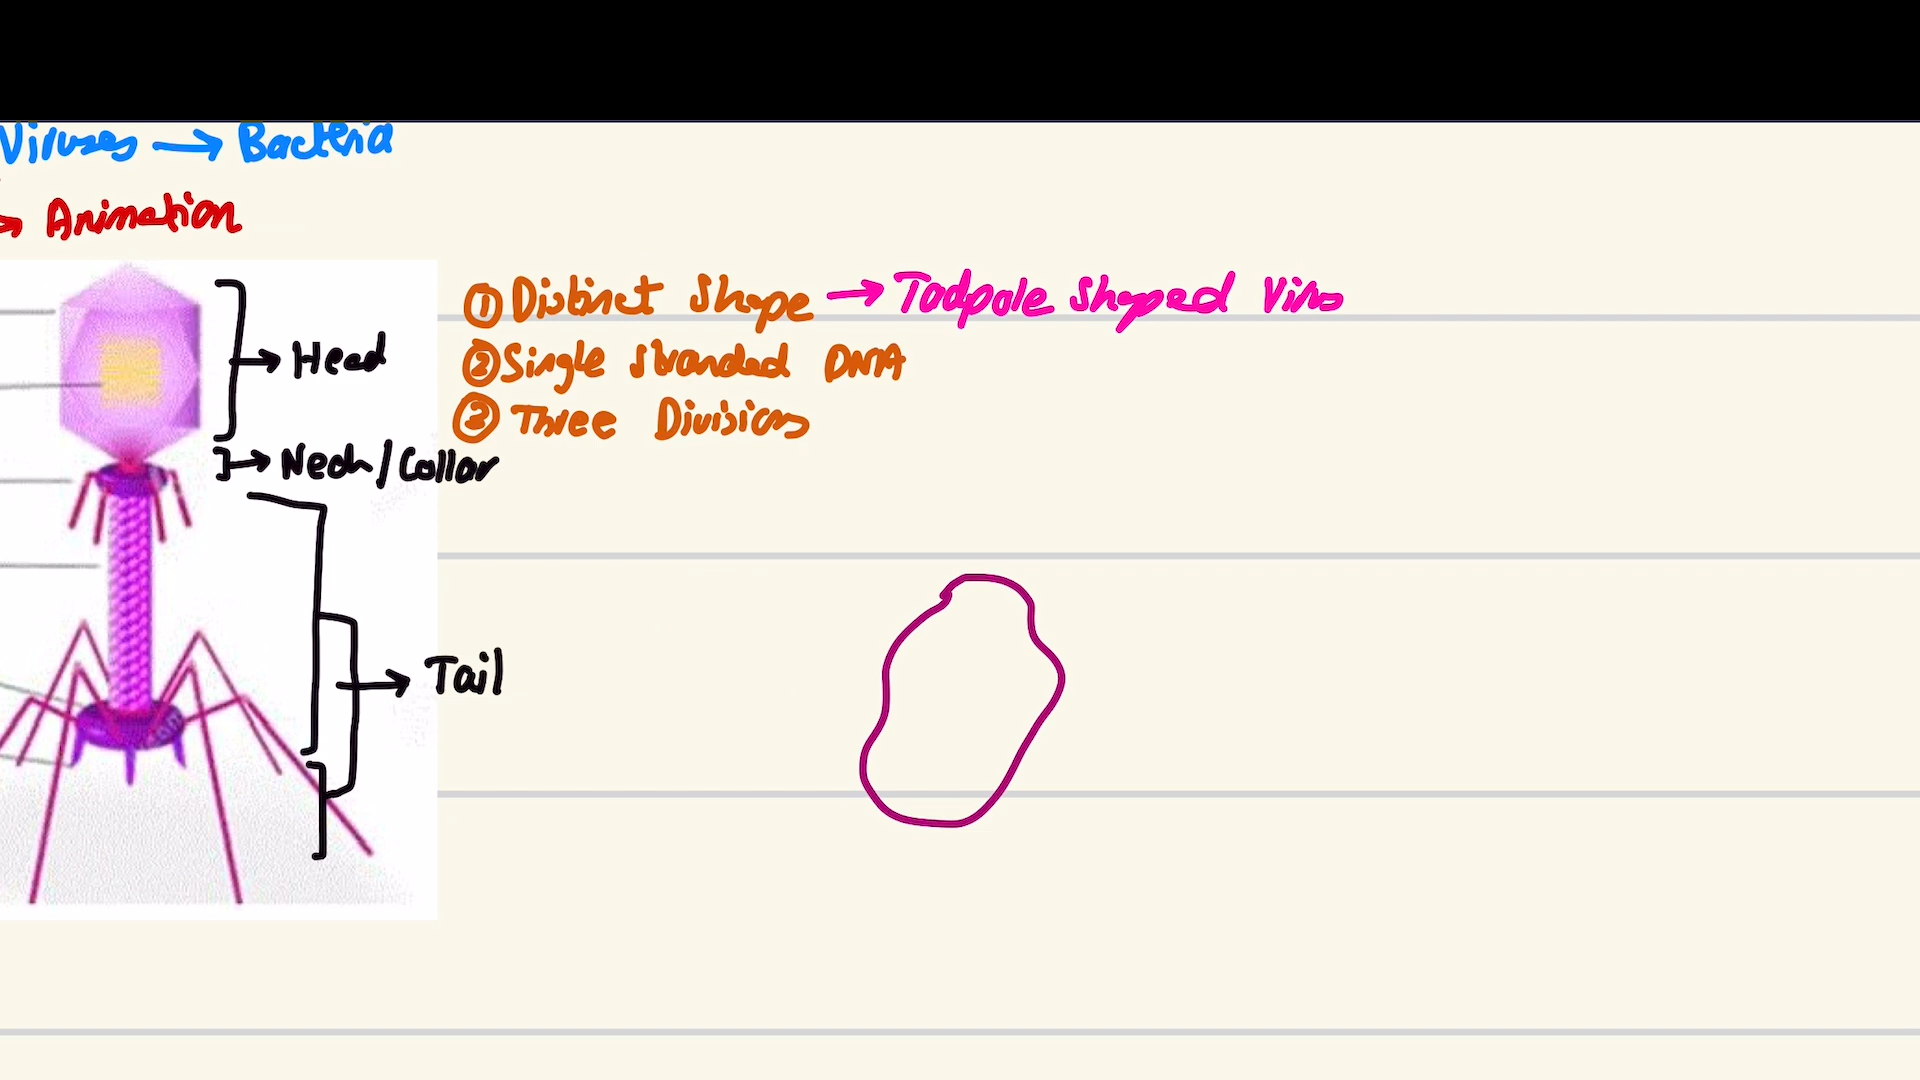 Viruses → Bacteria
→ Animation
① Distinct Shape → Tadpole Shaped Virus
② Single Stranded DNA
③ Three Divisions
→ Head
→ Neck/Collar
→ Tail